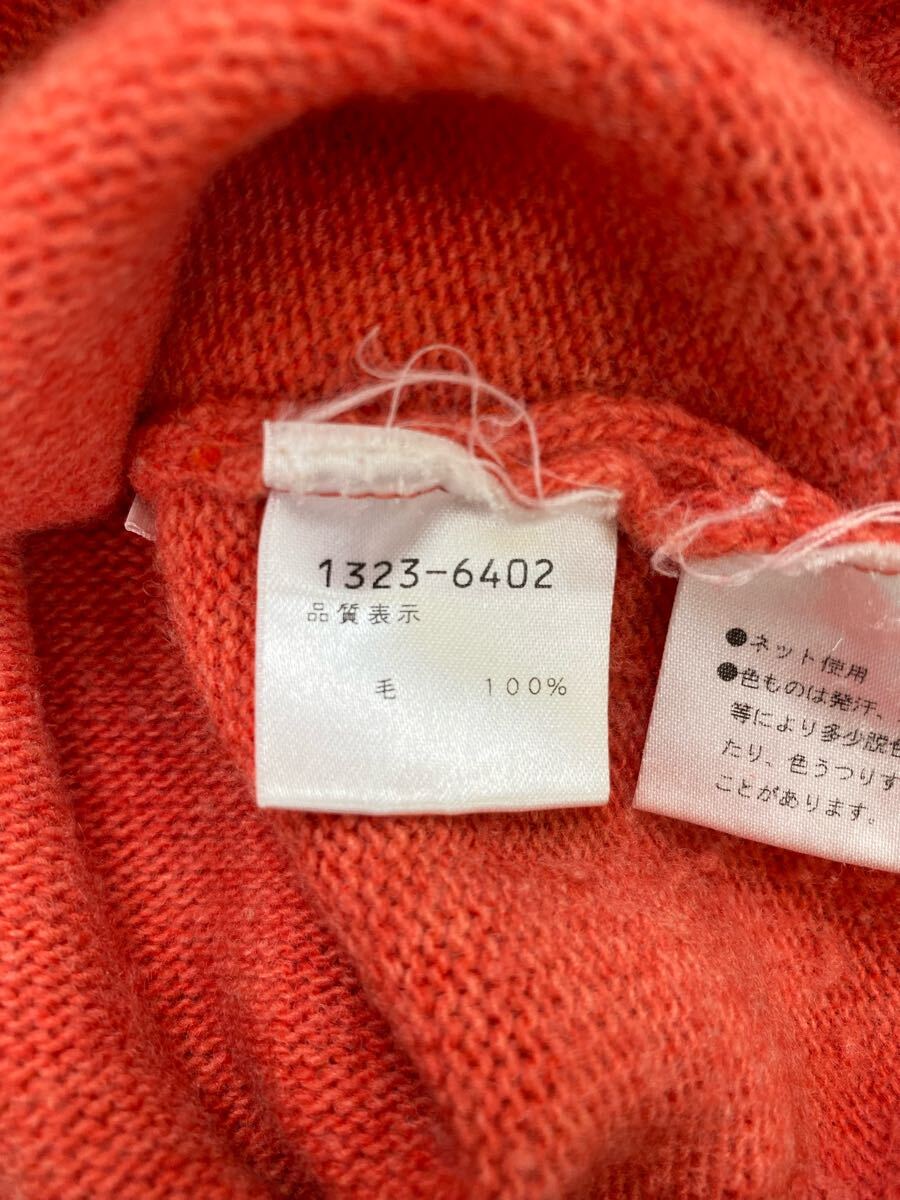 1323-6402
品質表示
毛 100%
●ネット使用
●色ものは発汗、
等により多少脱色
たり、色うつりす
ことがあります。